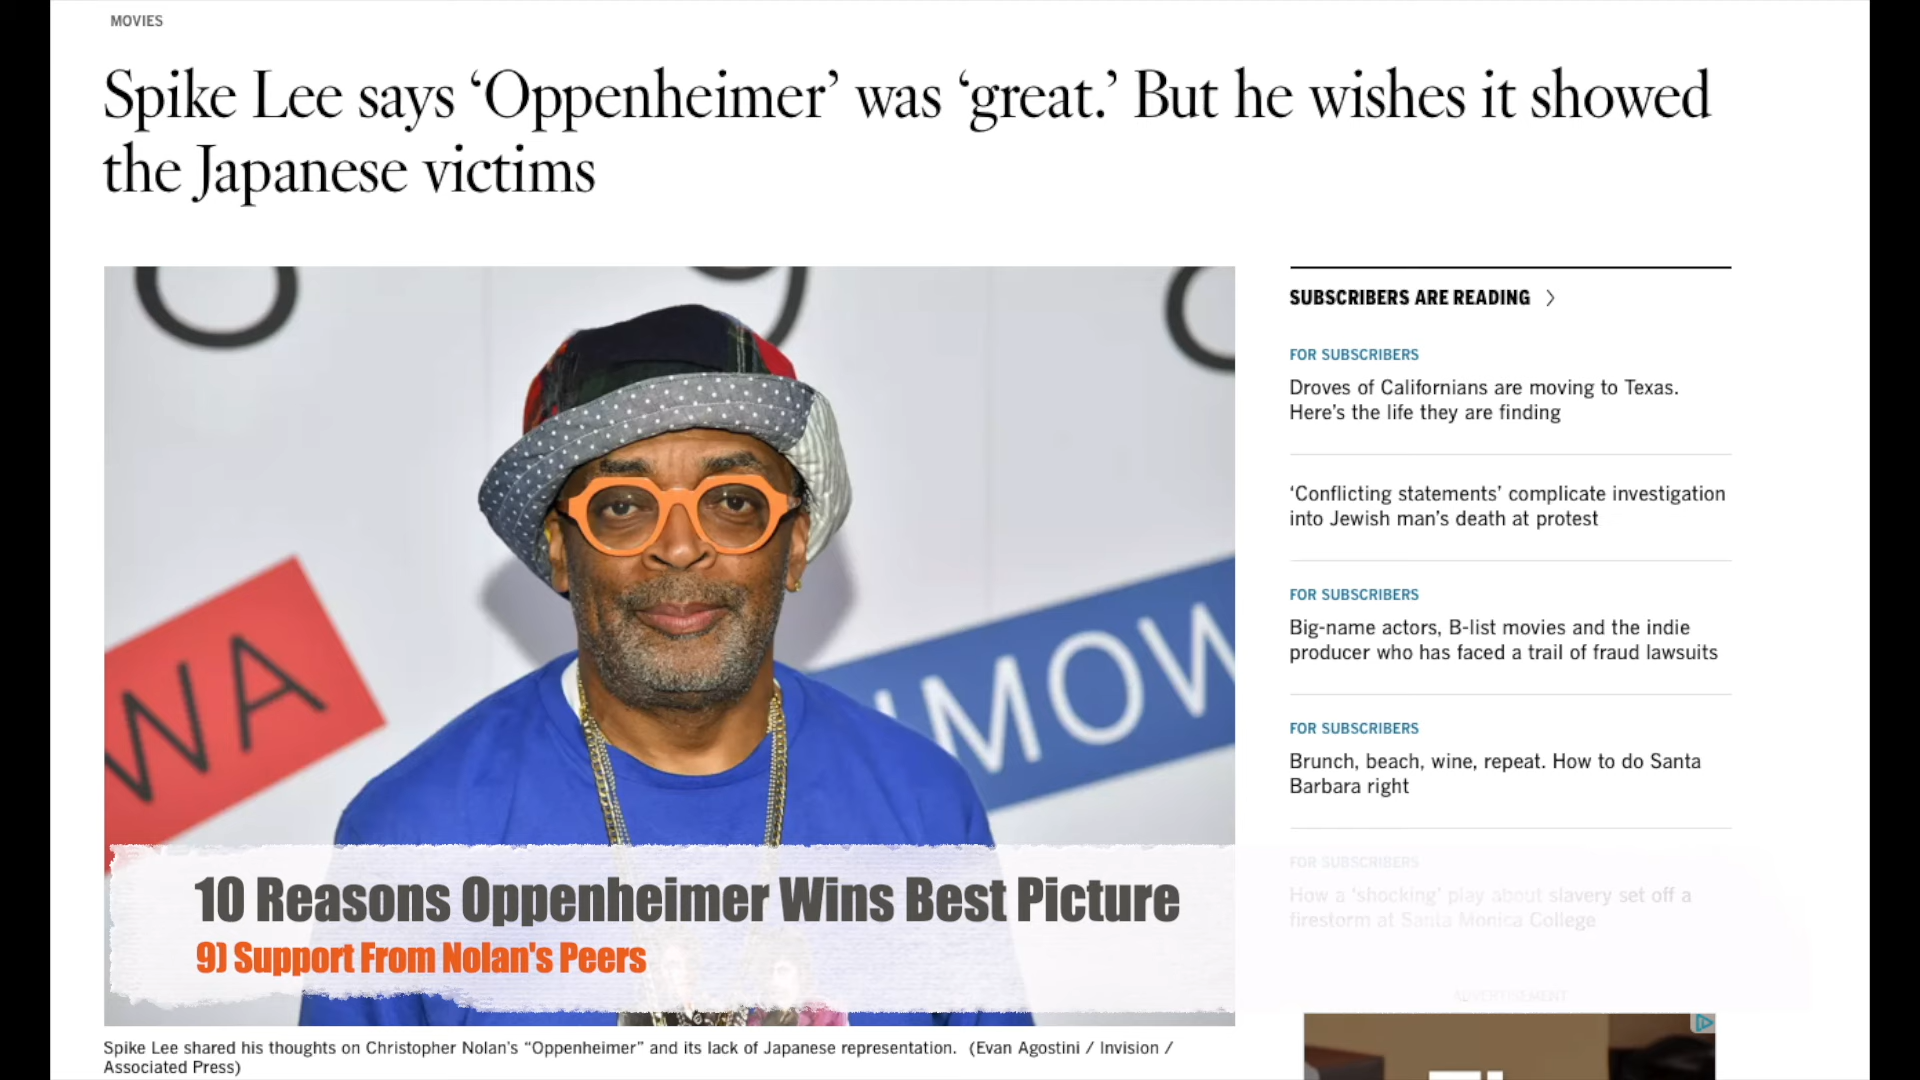 MOVIES
Spike Lee says ‘Oppenheimer’ was ‘great.’ But he wishes it showed
the Japanese victims
WA
IMOW
SUBSCRIBERS ARE READING
FOR SUBSCRIBERS
Droves of Californians are moving to Texas.
Here’s the life they are finding
‘Conflicting statements’ complicate investigation
into Jewish man’s death at protest
FOR SUBSCRIBERS
Big-name actors, B-list movies and the indie
producer who has faced a trail of fraud lawsuits
FOR SUBSCRIBERS
Brunch, beach, wine, repeat. How to do Santa
Barbara right
FOR SUBSCRIBERS
How a ‘shocking’ play about slavery set off a
firestorm at Santa Monica College
ADVERTISEMENT
10 Reasons Oppenheimer Wins Best Picture
9) Support From Nolan's Peers
Spike Lee shared his thoughts on Christopher Nolan’s “Oppenheimer” and its lack of Japanese representation. (Evan Agostini / Invision /
Associated Press)